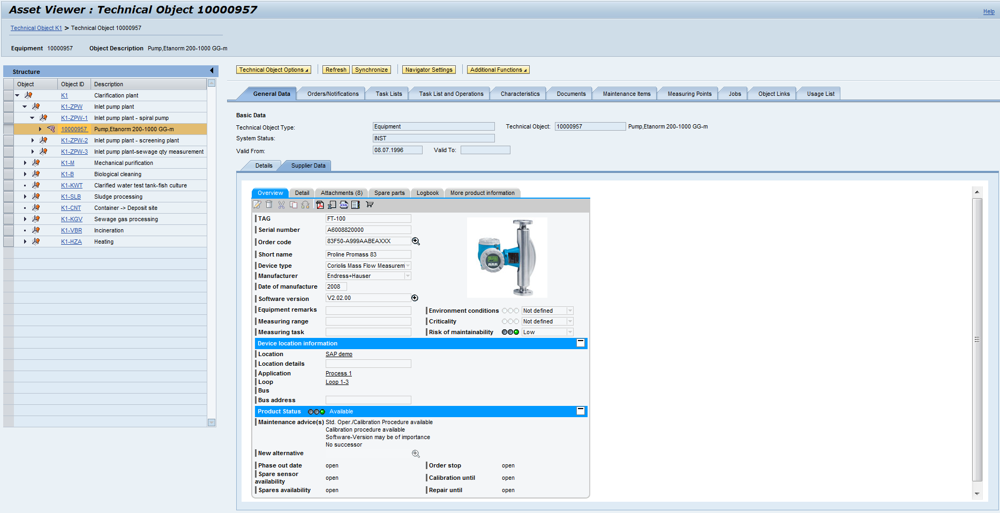 Asset Viewer : Technical Object 10000957
Help
Technical Object K1 > Technical Object 10000957
Equipment 10000957 Object Description Pump,Etanorm 200-1000 GG-m
Structure
Object Object ID Description
K1 Clarification plant
K1-ZPW Inlet pump plant
K1-ZPW-1 Inlet pump plant - spiral pump
10000957 Pump,Etanorm 200-1000 GG-m
K1-ZPW-2 Inlet pump plant - screening plant
K1-ZPW-3 Inlet pump plant-sewage qty measurement
K1-M Mechanical purification
K1-B Biological cleaning
K1-KWT Clarified water test tank-fish culture
K1-SLB Sludge processing
K1-CNT Container -> Deposit site
K1-KGV Sewage gas processing
K1-VBR Incineration
K1-HZA Heating
Technical Object Options Refresh Synchronize Navigator Settings Additional Functions
General Data Orders/Notifications Task Lists Task List and Operations Characteristics Documents Maintenance Items Measuring Points Jobs Object Links Usage List
Basic Data
Technical Object Type: Equipment Technical Object: 10000957 Pump,Etanorm 200-1000 GG-m
System Status: INST
Valid From: 08.07.1996 Valid To:
Details Supplier Data
Overview Detail Attachments (8) Spare parts Logbook More product information
XML
TAG FT-100
Serial number A6008820000
Order code 83F50-A999AABEAXXX
Short name Proline Promass 83
Device type Coriolis Mass Flow Measurem
Manufacturer Endress+Hauser
Date of manufacture 2008
Software version V2.02.00
Equipment remarks Environment conditions Not defined
Measuring range Criticality Not defined
Measuring task Risk of maintainability Low
Device location information
Location SAP demo
Location details
Application Process 1
Loop Loop 1-3
Bus
Bus address
Product Status Available
Maintenance advice(s) Std. Oper./Calibration Procedure available
Calibration procedure available
Software-Version may be of importance
No successor
New alternative
Phase out date open Order stop open
Spare sensor
availability open Calibration until open
Spares availability open Repair until open